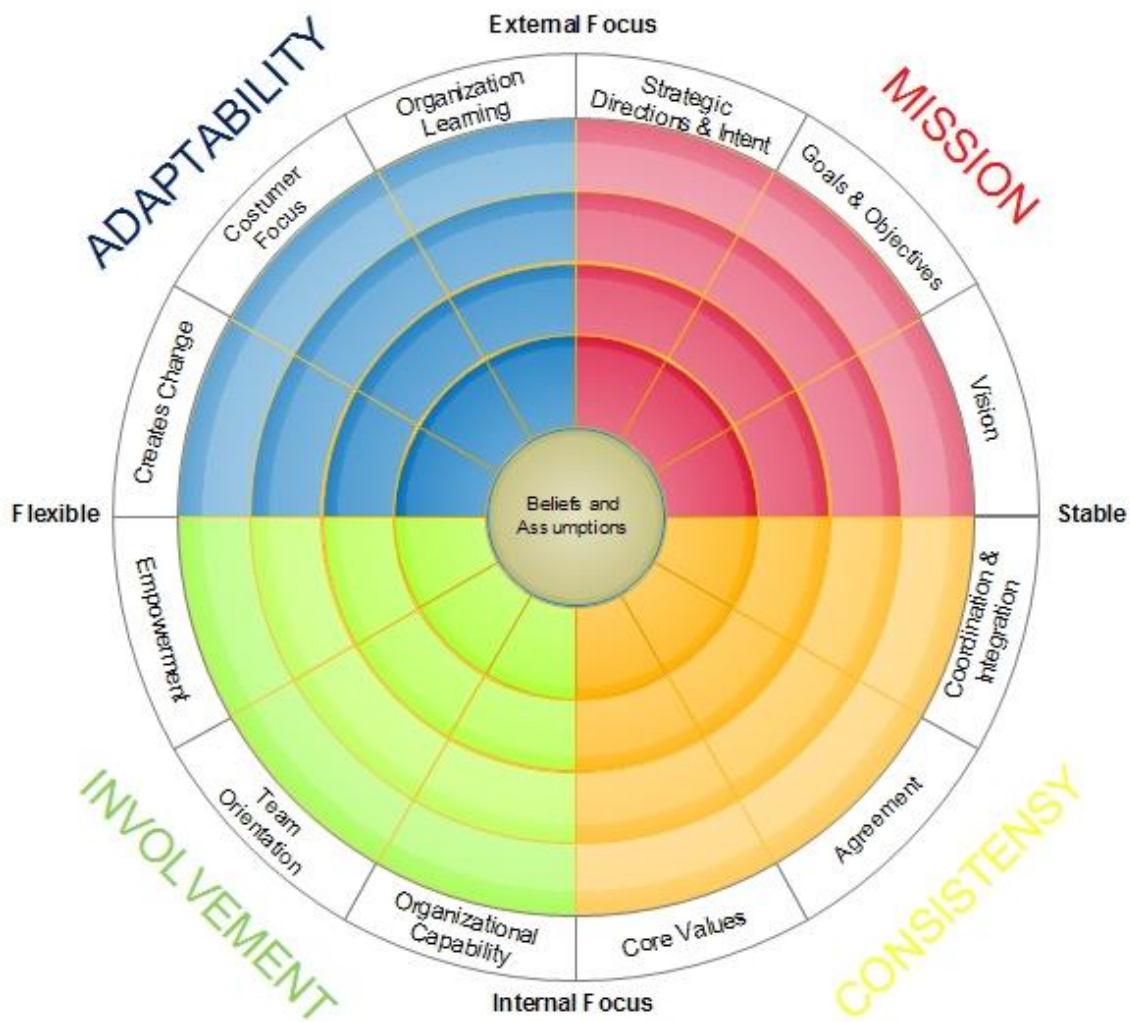 External Focus
ADAPTABILITY
MISSION
Organization
Learning
Strategic
Directions & Intent
Costumer
Focus
Goals & Objectives
Creates Change
Vision
Beliefs and
Assumptions
Flexible
Stable
Empowerment
Coordination &
Integration
Team
Orientation
Agreement
Organizational
Capability
Core Values
INVOLVEMENT
CONSISTENSY
Internal Focus